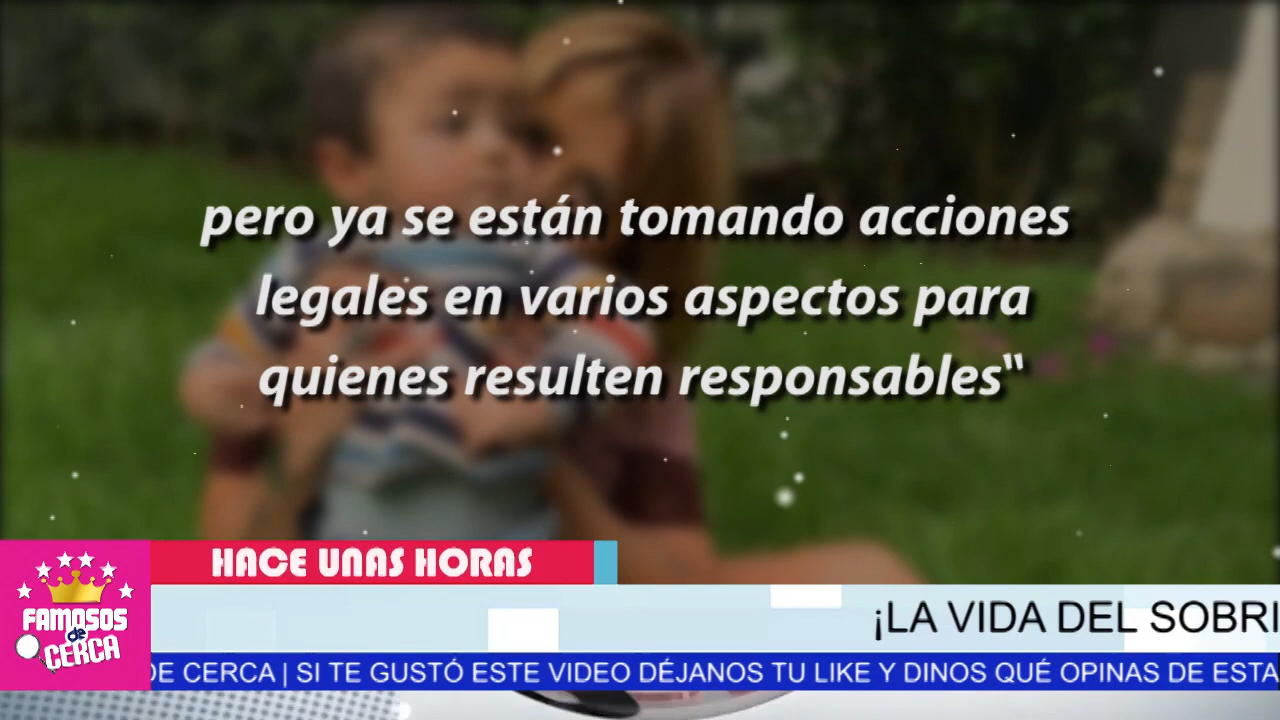 pero ya se están tomando acciones
legales en varios aspectos para
quienes resulten responsables"
HACE UNAS HORAS
FAMOSOS
de
CERCA
¡LA VIDA DEL SOBRI
DE CERCA | SI TE GUSTÓ ESTE VIDEO DÉJANOS TU LIKE Y DINOS QUÉ OPINAS DE ESTA